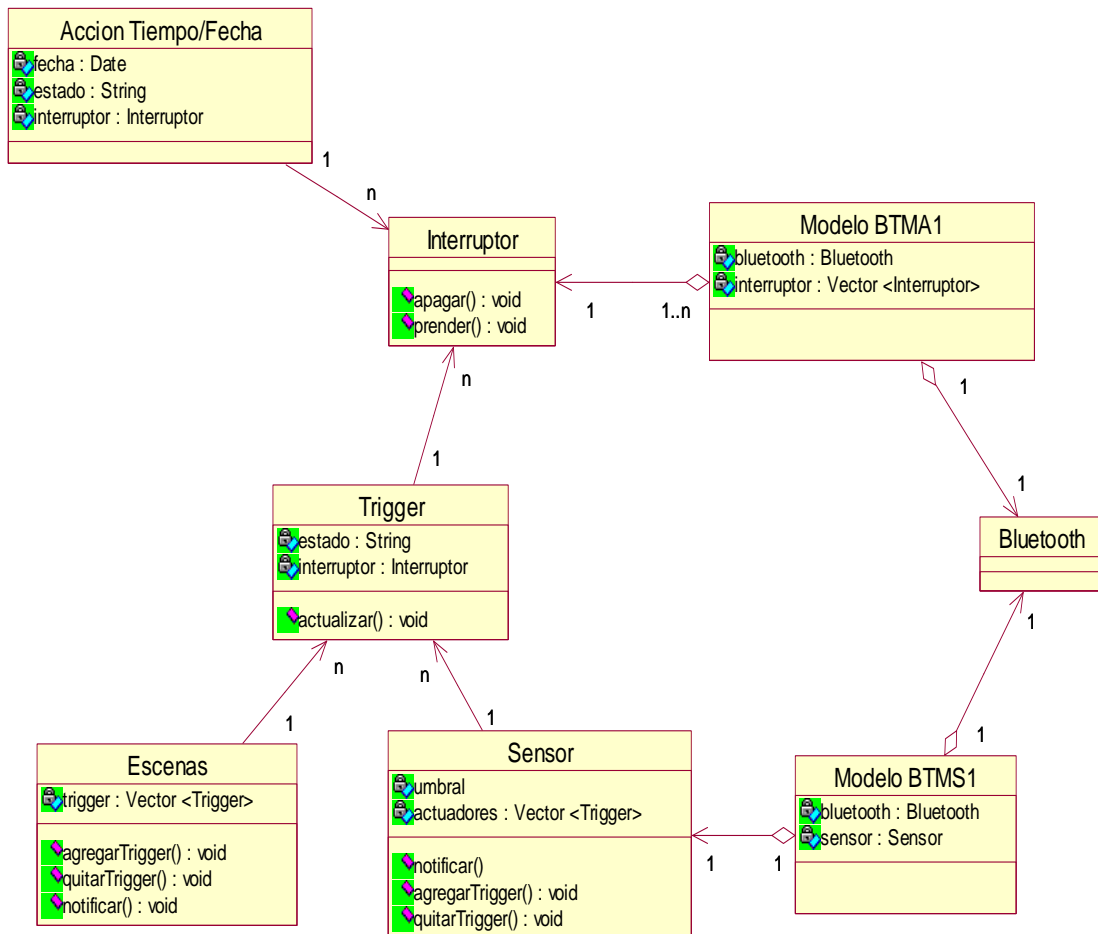 Accion Tiempo/Fecha
fecha : Date
estado : String
interruptor : Interruptor
1
n
Interruptor
apagar() : void
prender() : void
Modelo BTMA1
bluetooth : Bluetooth
interruptor : Vector <Interruptor>
1
1..n
n
1
1
1
Trigger
estado : String
interruptor : Interruptor
actualizar() : void
Bluetooth
n
n
1
1
1
1
Escenas
trigger : Vector <Trigger>
agregarTrigger() : void
quitarTrigger() : void
notificar() : void
Sensor
umbral
actuadores : Vector <Trigger>
notificar()
agregarTrigger() : void
quitarTrigger() : void
1
1
Modelo BTMS1
bluetooth : Bluetooth
sensor : Sensor